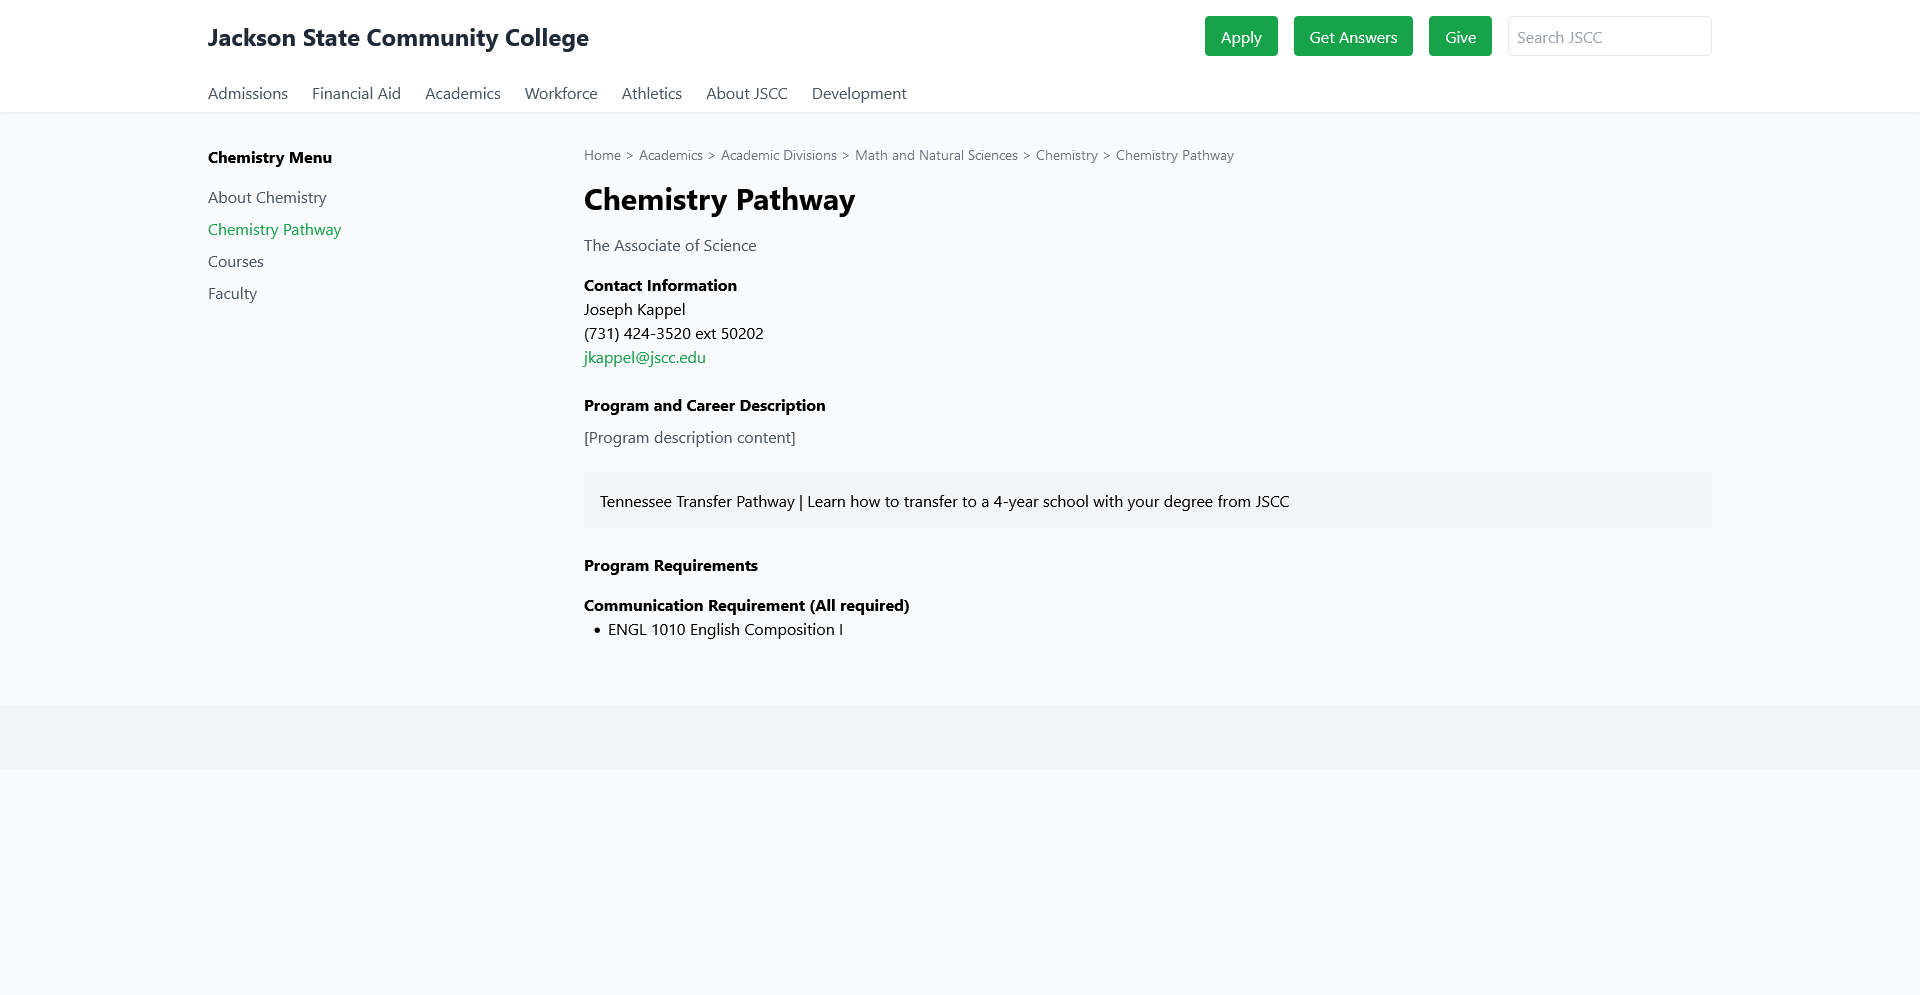 Jackson State Community College
Apply
Get Answers
Give
Search JSCC
Admissions Financial Aid Academics Workforce Athletics About JSCC Development
Chemistry Menu
About Chemistry
Chemistry Pathway
Courses
Faculty
Home > Academics > Academic Divisions > Math and Natural Sciences > Chemistry > Chemistry Pathway
Chemistry Pathway
The Associate of Science
Contact Information
Joseph Kappel
(731) 424-3520 ext 50202
jkappel@jscc.edu
Program and Career Description
[Program description content]
Tennessee Transfer Pathway | Learn how to transfer to a 4-year school with your degree from JSCC
Program Requirements
Communication Requirement (All required)
• ENGL 1010 English Composition I